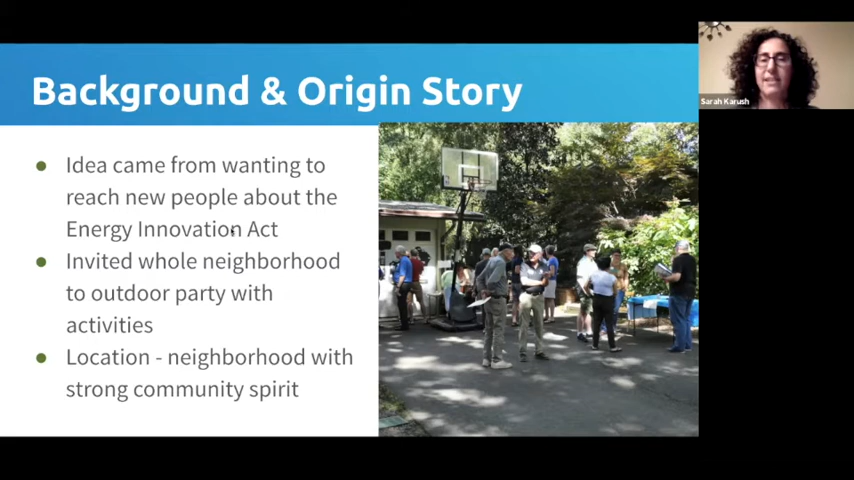 Background & Origin Story
Sarah Karush
Idea came from wanting to
reach new people about the
Energy Innovation Act
Invited whole neighborhood
to outdoor party with
activities
Location - neighborhood with
strong community spirit